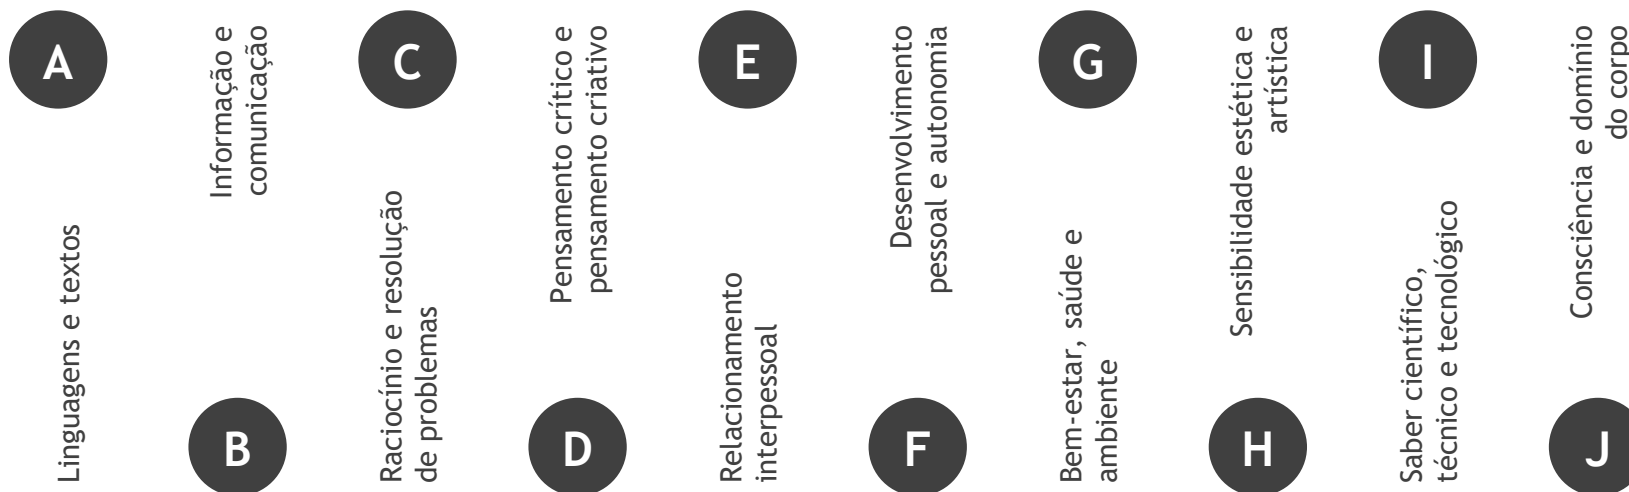 A
Linguagens e textos
Informação e
comunicação
B
C
Raciocínio e resolução
de problemas
Pensamento crítico e
pensamento criativo
D
E
Relacionamento
interpessoal
Desenvolvimento
pessoal e autonomia
F
G
Bem-estar, saúde e
ambiente
Sensibilidade estética e
artística
H
I
Saber científico,
técnico e tecnológico
Consciência e domínio
do corpo
J